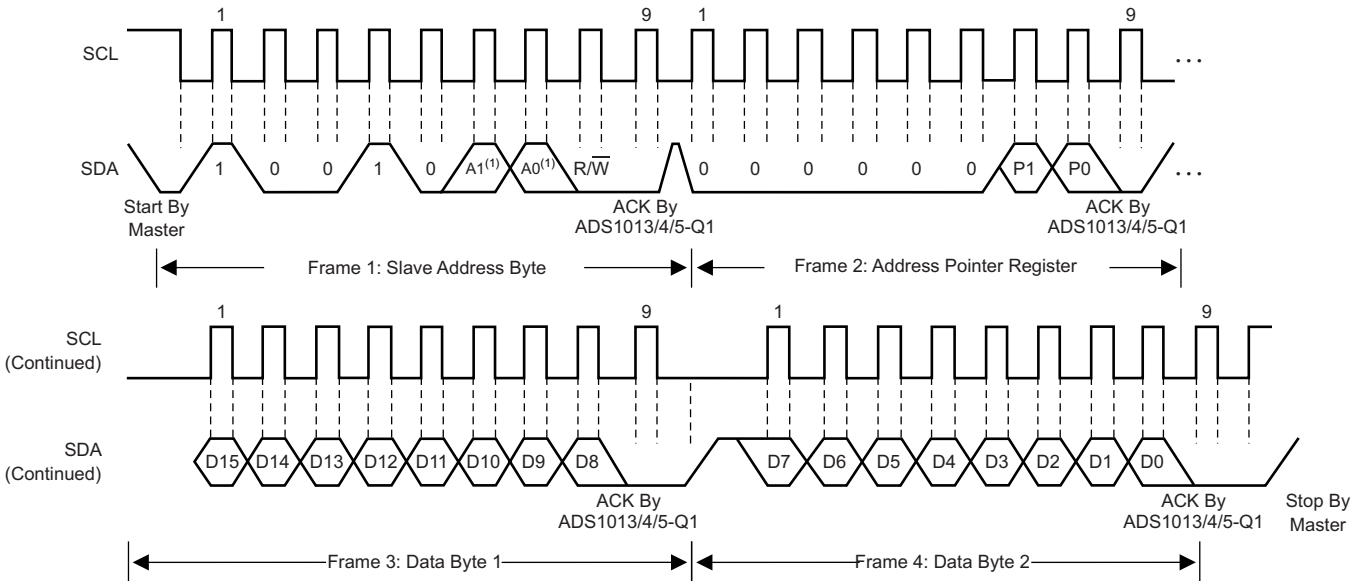 1 9 1 9
SCL ...
SDA 1 0 0 1 0 A1(1) A0(1) R/W̅ 0 0 0 0 0 0 P1 P0 ...
Start By
Master
ACK By
ADS1013/4/5-Q1
ACK By
ADS1013/4/5-Q1
Frame 1: Slave Address Byte
Frame 2: Address Pointer Register
1 9 1 9
SCL
(Continued)
SDA
(Continued)
D15 D14 D13 D12 D11 D10 D9 D8 D7 D6 D5 D4 D3 D2 D1 D0
ACK By
ADS1013/4/5-Q1
ACK By
ADS1013/4/5-Q1
Stop By
Master
Frame 3: Data Byte 1
Frame 4: Data Byte 2